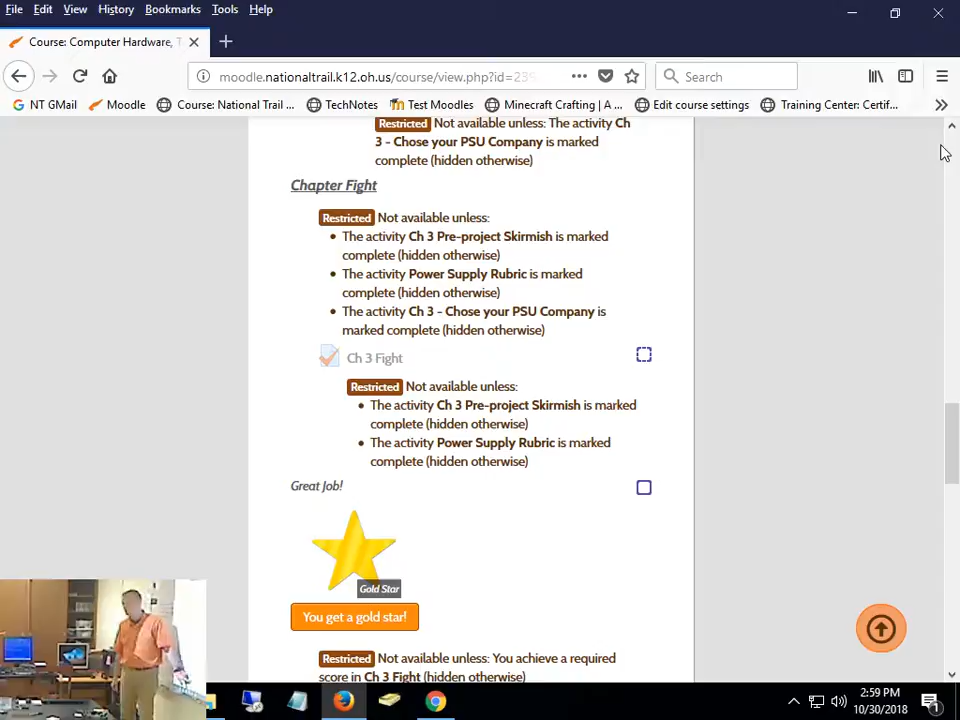 File Edit View History Bookmarks Tools Help
Course: Computer Hardware, T
moodle.nationaltrail.k12.oh.us/course/view.php?id=239
Search
NT GMail Moodle Course: National Trail ... TechNotes Test Moodles Minecraft Crafting | A ... Edit course settings Training Center: Certif...
Restricted Not available unless: The activity Ch
3 - Chose your PSU Company is marked
complete (hidden otherwise)
Chapter Fight
Restricted Not available unless:
• The activity Ch 3 Pre-project Skirmish is marked
complete (hidden otherwise)
• The activity Power Supply Rubric is marked
complete (hidden otherwise)
• The activity Ch 3 - Chose your PSU Company is
marked complete (hidden otherwise)
Ch 3 Fight
Restricted Not available unless:
• The activity Ch 3 Pre-project Skirmish is marked
complete (hidden otherwise)
• The activity Power Supply Rubric is marked
complete (hidden otherwise)
Great Job!
Gold Star
You get a gold star!
Restricted Not available unless: You achieve a required
score in Ch 3 Fight (hidden otherwise)
2:59 PM
10/30/2018
1